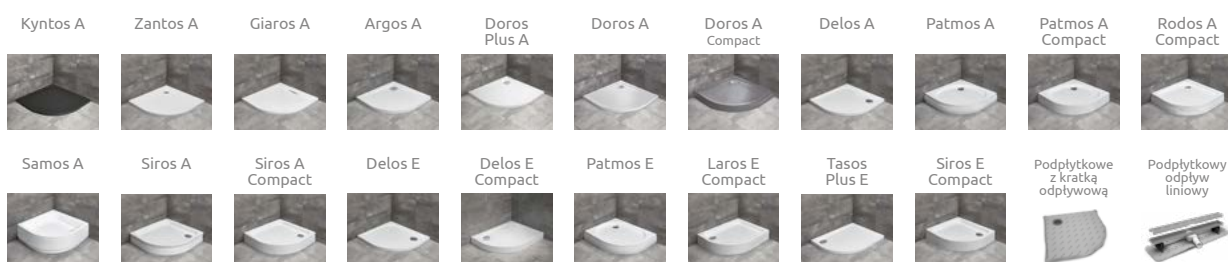 Kyntos A
Zantos A
Giaros A
Argos A
Doros
Plus A
Doros A
Doros A
Compact
Delos A
Patmos A
Patmos A
Compact
Rodos A
Compact
Samos A
Siros A
Siros A
Compact
Delos E
Delos E
Compact
Patmos E
Laros E
Compact
Tasos
Plus E
Siros E
Compact
Podpłytkowe
z kratką
odpływową
Podpłytkowy
odpływ
liniowy